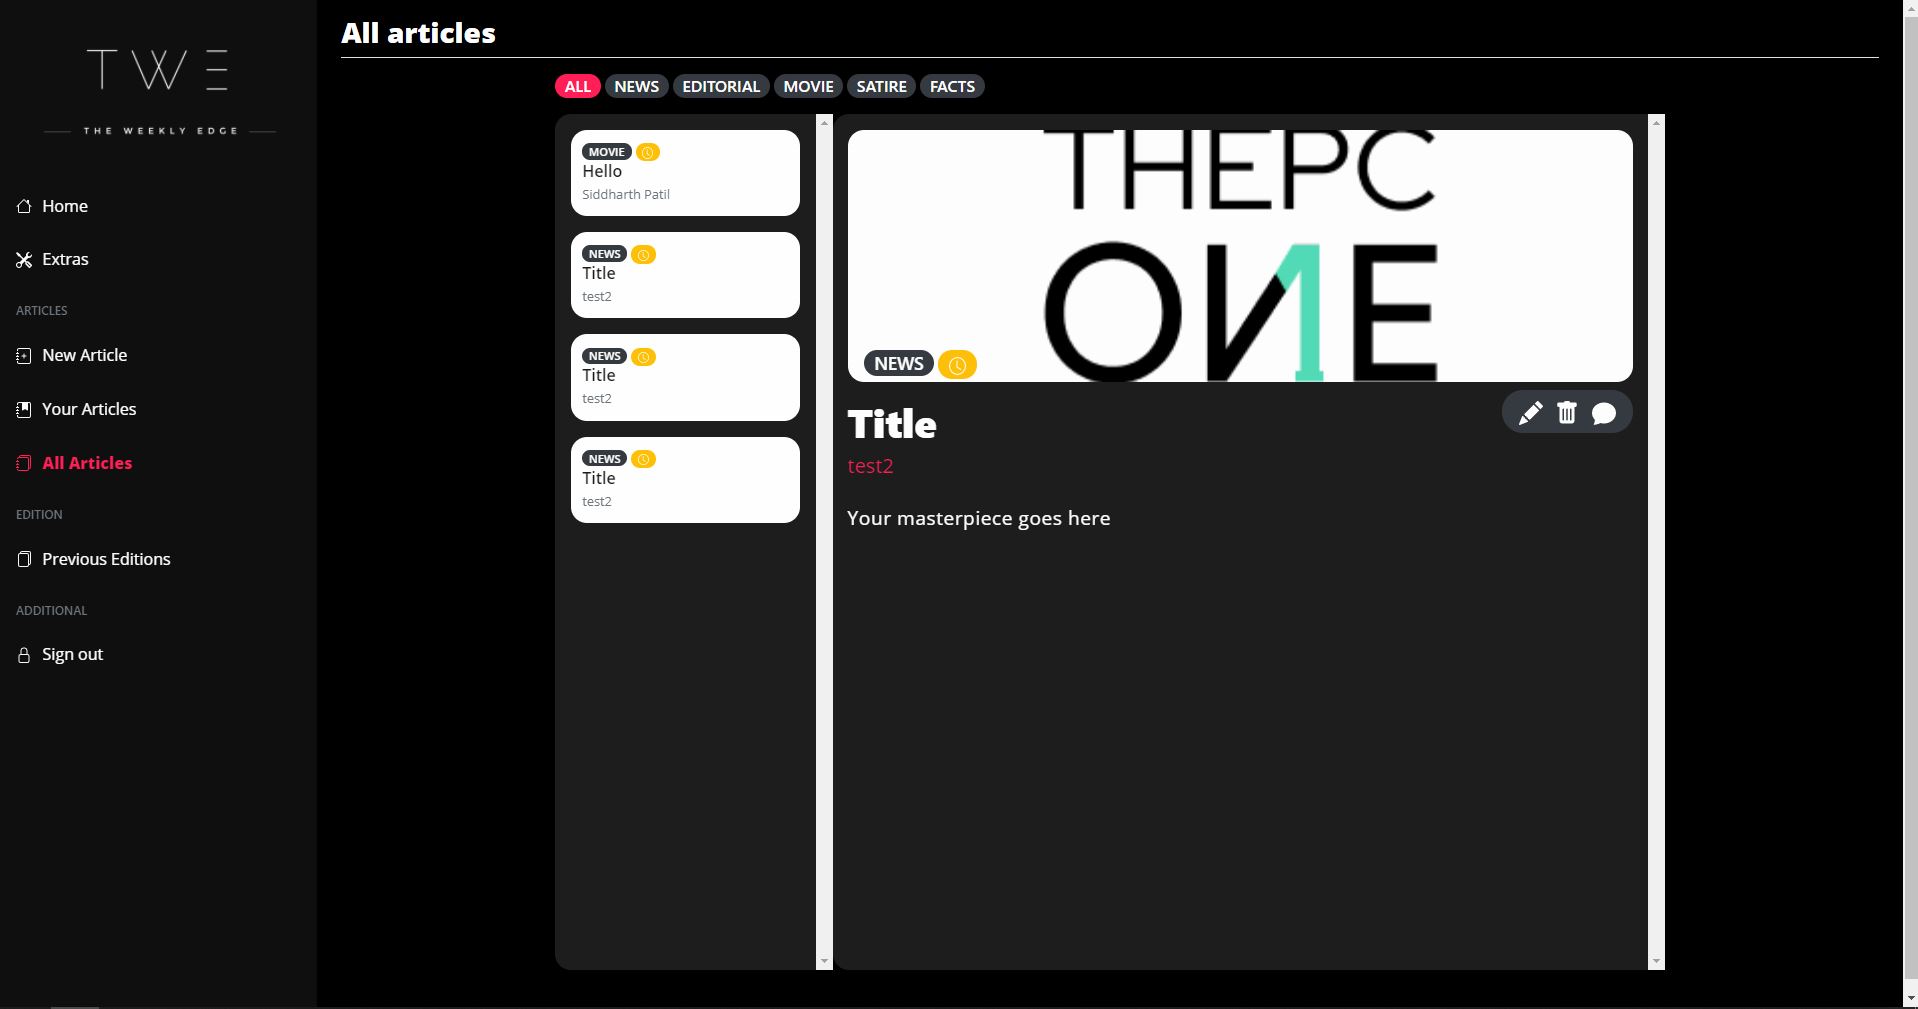 TWE
THE WEEKLY EDGE
Home
Extras
ARTICLES
New Article
Your Articles
All Articles
EDITION
Previous Editions
ADDITIONAL
Sign out
All articles
ALL NEWS EDITORIAL MOVIE SATIRE FACTS
MOVIE
Hello
Siddharth Patil
NEWS
Title
test2
NEWS
Title
test2
NEWS
Title
test2
THEPC
ONE
NEWS
Title
test2
Your masterpiece goes here